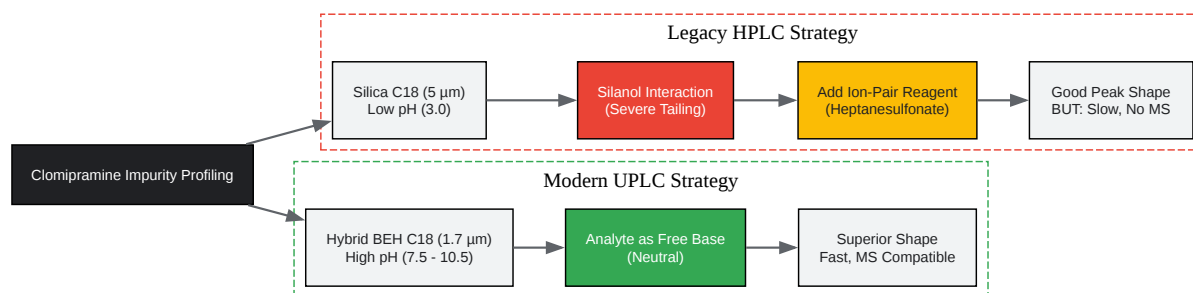 Legacy HPLC Strategy
Silica C18 (5 µm)
Low pH (3.0)
Silanol Interaction
(Severe Tailing)
Add Ion-Pair Reagent
(Heptanesulfonate)
Good Peak Shape
BUT: Slow, No MS
Clomipramine Impurity Profiling
Modern UPLC Strategy
Hybrid BEH C18 (1.7 µm)
High pH (7.5 - 10.5)
Analyte as Free Base
(Neutral)
Superior Shape
Fast, MS Compatible